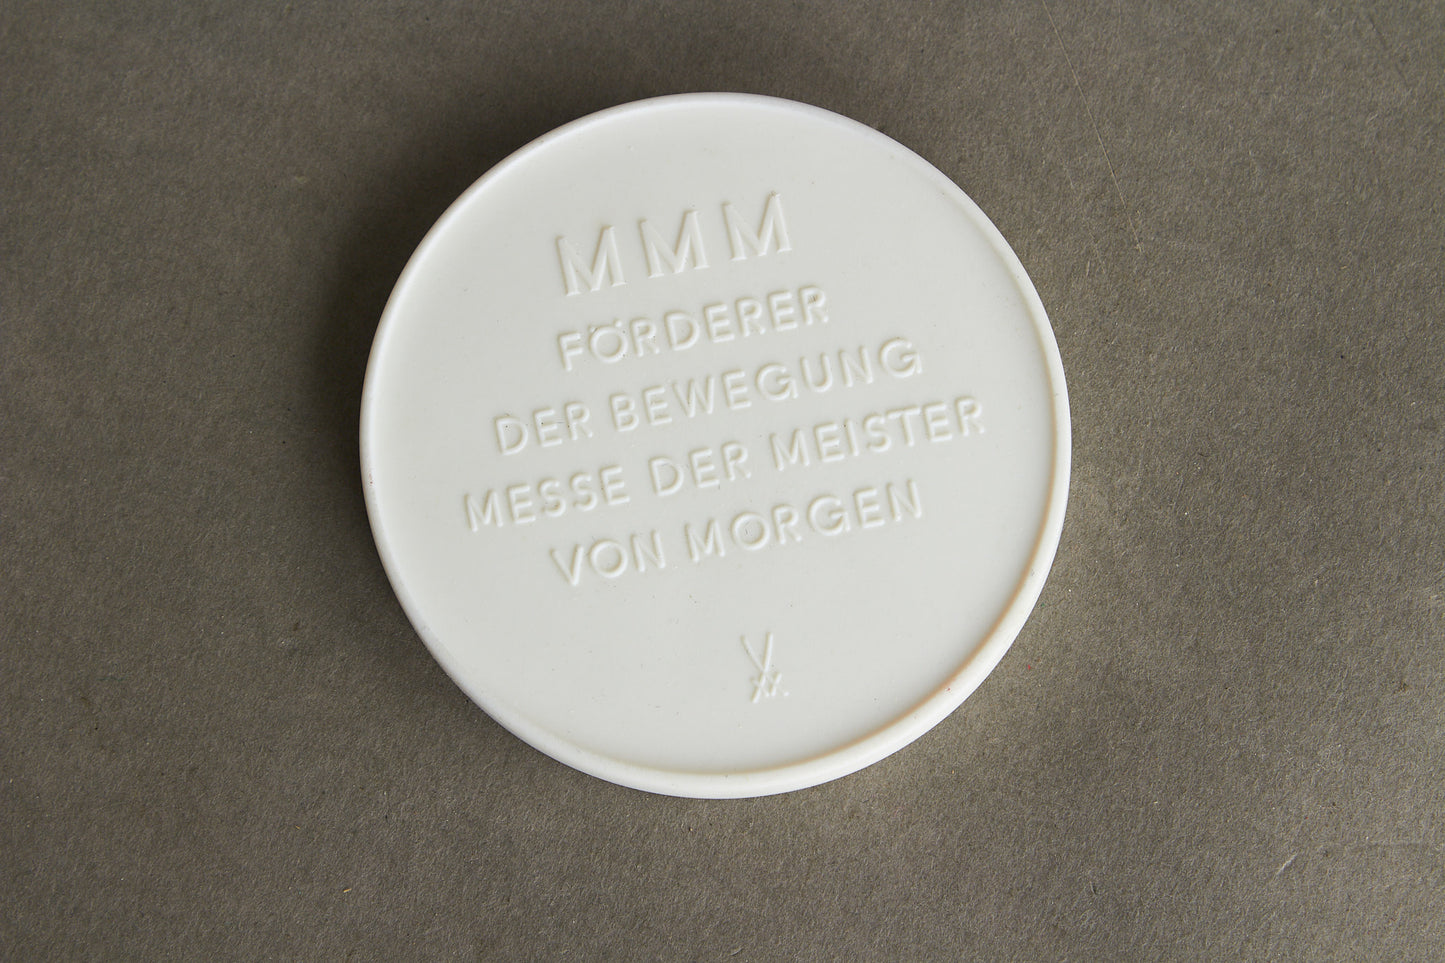 MMM
FÖRDERER
DER BEWEGUNG
MESSE DER MEISTER
VON MORGEN